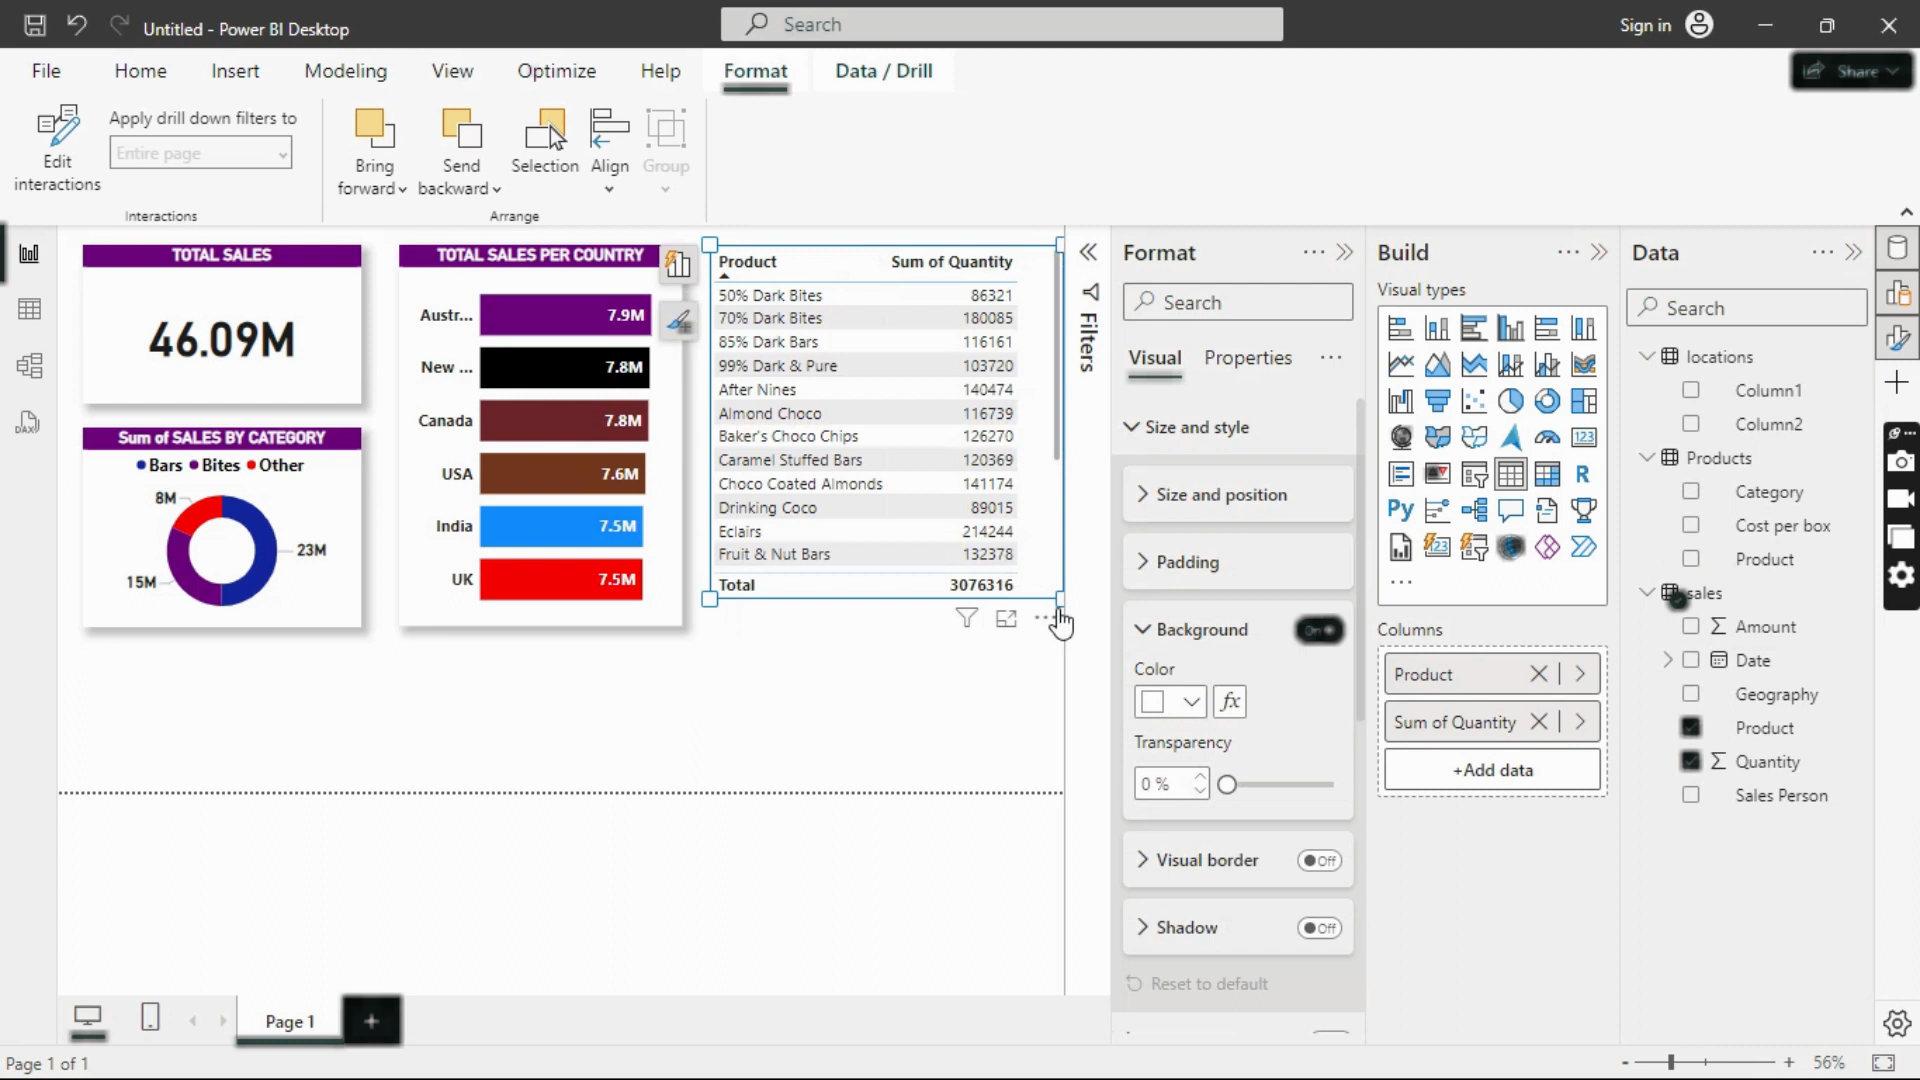 Untitled - Power BI Desktop
Search
Sign in
File
Home
Insert
Modeling
View
Optimize
Help
Format
Data / Drill
Share
Edit
interactions
Apply drill down filters to
Entire page
Interactions
Bring
forward
Send
backward
Selection
Align
Group
Arrange
TOTAL SALES
46.09M
Sum of SALES BY CATEGORY
Bars Bites Other
8M
23M
15M
TOTAL SALES PER COUNTRY
Austr... 7.9M
New ... 7.8M
Canada 7.8M
USA 7.6M
India 7.5M
UK 7.5M
Product Sum of Quantity
50% Dark Bites 86321
70% Dark Bites 180085
85% Dark Bars 116161
99% Dark & Pure 103720
After Nines 140474
Almond Choco 116739
Baker's Choco Chips 126270
Caramel Stuffed Bars 120369
Choco Coated Almonds 141174
Drinking Coco 89015
Eclairs 214244
Fruit & Nut Bars 132378
Total 3076316
Filters
Format
Search
Visual
Properties
Size and style
Size and position
Padding
Background
On
Color
fx
Transparency
0 %
Visual border
Off
Shadow
Off
Reset to default
Build
Visual types
123
R
Py
123
Columns
Product
Sum of Quantity
+Add data
Data
Search
locations
Column1
Column2
Products
Category
Cost per box
Product
sales
Σ Amount
Date
Geography
Product
Σ Quantity
Sales Person
DAX
Page 1
Page 1 of 1
- + 56%